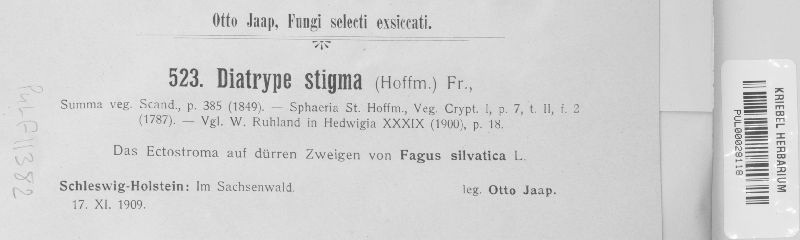 Otto Jaap, Fungi selecti exsiccati.
523. Diatrype stigma (Hoffm.) Fr.,
Summa veg. Scand., p. 385 (1849). — Sphaeria St. Hoffm., Veg. Crypt. I, p. 7, t. II, f. 2
(1787). — Vgl. W. Ruhland in Hedwigia XXXIX (1900), p. 18.
Das Ectostroma auf dürren Zweigen von Fagus silvatica L.
Schleswig-Holstein: Im Sachsenwald. leg. Otto Jaap.
17. XI. 1909.
PULF11382
KRIEBEL HERBARIUM
PUL00028118